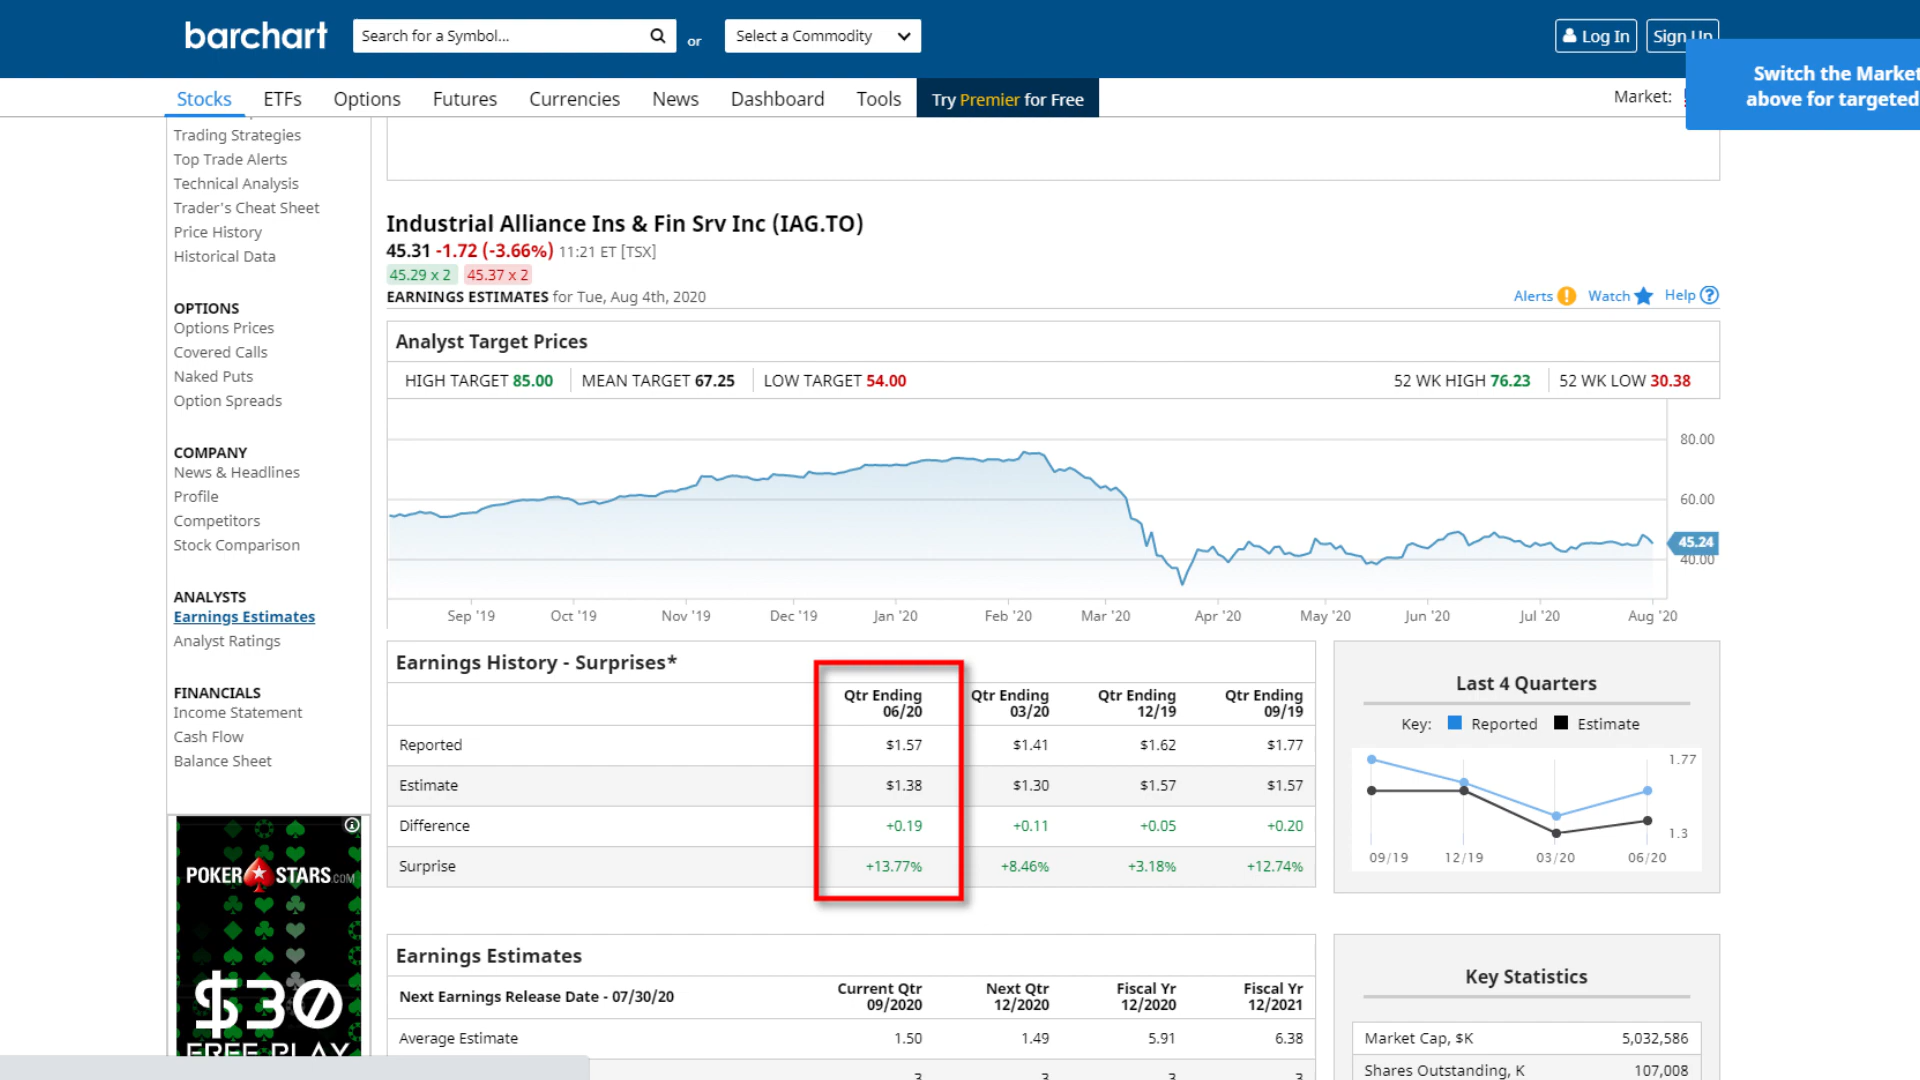 barchart
Search for a Symbol...
or
Select a Commodity
Log In
Sign Up
Switch the Market
above for targeted
Stocks ETFs Options Futures Currencies News Dashboard Tools Try Premier for Free
Market:
Trading Strategies
Top Trade Alerts
Technical Analysis
Trader's Cheat Sheet
Price History
Historical Data
OPTIONS
Options Prices
Covered Calls
Naked Puts
Option Spreads
COMPANY
News & Headlines
Profile
Competitors
Stock Comparison
ANALYSTS
Earnings Estimates
Analyst Ratings
FINANCIALS
Income Statement
Cash Flow
Balance Sheet
POKER STARS.COM
$30
FREE PLAY
Industrial Alliance Ins & Fin Srv Inc (IAG.TO)
45.31 -1.72 (-3.66%) 11:21 ET [TSX]
45.29 x 2 45.37 x 2
EARNINGS ESTIMATES for Tue, Aug 4th, 2020
Alerts Watch Help
Analyst Target Prices
HIGH TARGET 85.00 MEAN TARGET 67.25 LOW TARGET 54.00 52 WK HIGH 76.23 52 WK LOW 30.38
80.00
60.00
45.24
40.00
Sep '19 Oct '19 Nov '19 Dec '19 Jan '20 Feb '20 Mar '20 Apr '20 May '20 Jun '20 Jul '20 Aug '20
Earnings History - Surprises*
Qtr Ending Qtr Ending Qtr Ending Qtr Ending
06/20 03/20 12/19 09/19
Reported $1.57 $1.41 $1.62 $1.77
Estimate $1.38 $1.30 $1.57 $1.57
Difference +0.19 +0.11 +0.05 +0.20
Surprise +13.77% +8.46% +3.18% +12.74%
Last 4 Quarters
Key: Reported Estimate
1.77
1.3
09/19 12/19 03/20 06/20
Earnings Estimates
Next Earnings Release Date - 07/30/20
Current Qtr Next Qtr Fiscal Yr Fiscal Yr
09/2020 12/2020 12/2020 12/2021
Average Estimate 1.50 1.49 5.91 6.38
3 3 3 3
Key Statistics
Market Cap, $K 5,032,586
Shares Outstanding, K 107,008